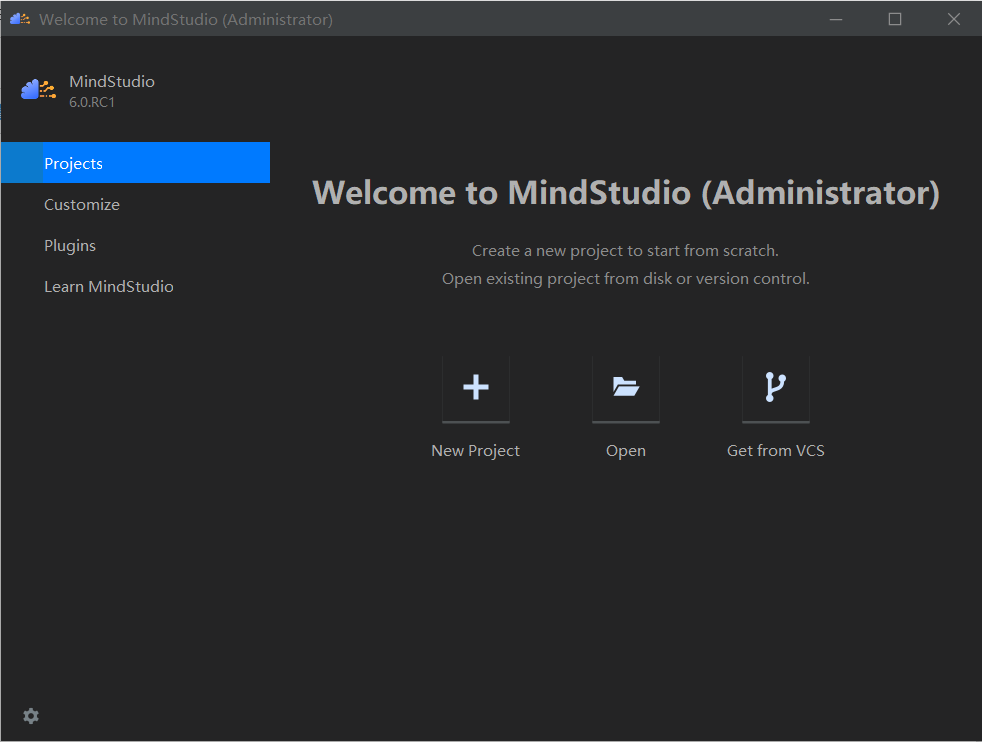 Welcome to MindStudio (Administrator)
MindStudio
6.0.RC1
Projects
Customize
Plugins
Learn MindStudio
Welcome to MindStudio (Administrator)
Create a new project to start from scratch.
Open existing project from disk or version control.
New Project
Open
Get from VCS